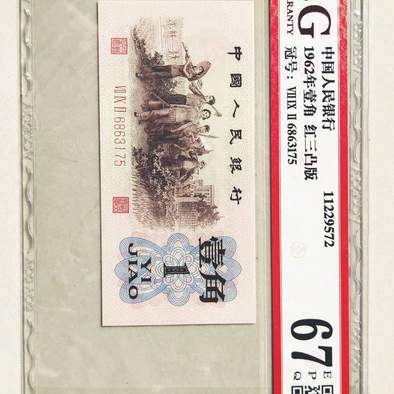 G
RRANTY
中国人民银行
1962年壹角 红三凸版
冠号: VIIIX II 6863175
11229572
67
E
P
Q
中國人民銀行
VIIIX II 6863175
壹角
1
YI
JIAO